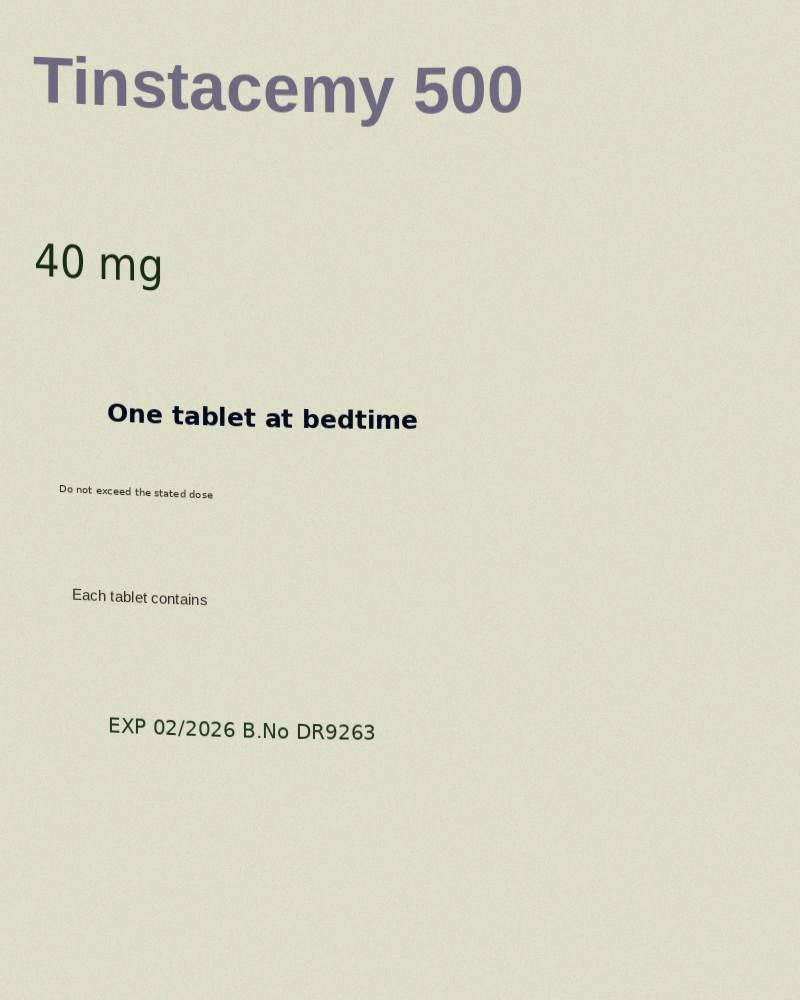 Tinstacemy 500
40 mg
One tablet at bedtime
Do not exceed the stated dose
Each tablet contains
EXP 02/2026 B.No DR9263